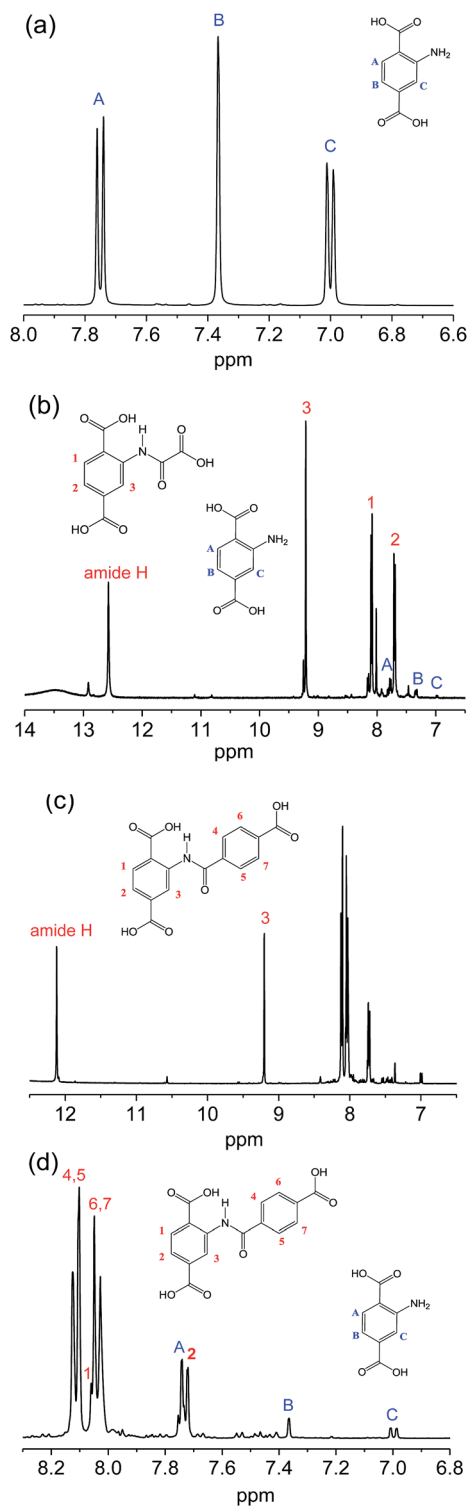 (a)
A
B
C
HO
O
NH2
A
B
C
O
OH
8.0 7.8 7.6 7.4 7.2 7.0 6.8 6.6
ppm
(b)
O
OH
H
N
O
OH
O
1
2
3
HO
O
HO
O
NH2
A
B
C
O
OH
amide H
3
1
2
A
B
C
14 13 12 11 10 9 8 7
ppm
(c)
O
OH
H
N
O
1
2
3
4
5
6
7
OH
O
HO
O
amide H
3
12 11 10 9 8 7
ppm
(d)
4,5
6,7
1
A
2
B
C
O
OH
H
N
O
1
2
3
4
5
6
7
OH
O
HO
O
HO
O
NH2
A
B
C
O
OH
8.2 8.0 7.8 7.6 7.4 7.2 7.0 6.8
ppm